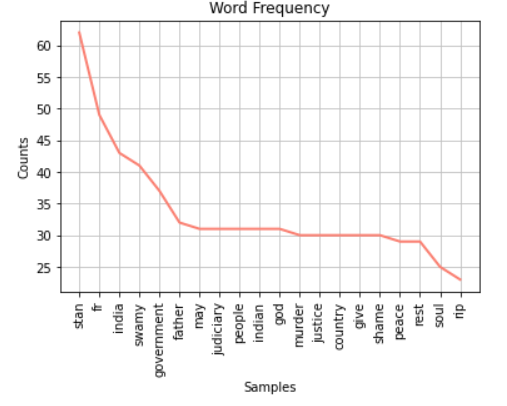 Word Frequency
Counts
60
55
50
45
40
35
30
25
stan
fr
india
swamy
government
father
may
judiciary
people
indian
god
murder
justice
country
give
shame
peace
rest
soul
rip
Samples